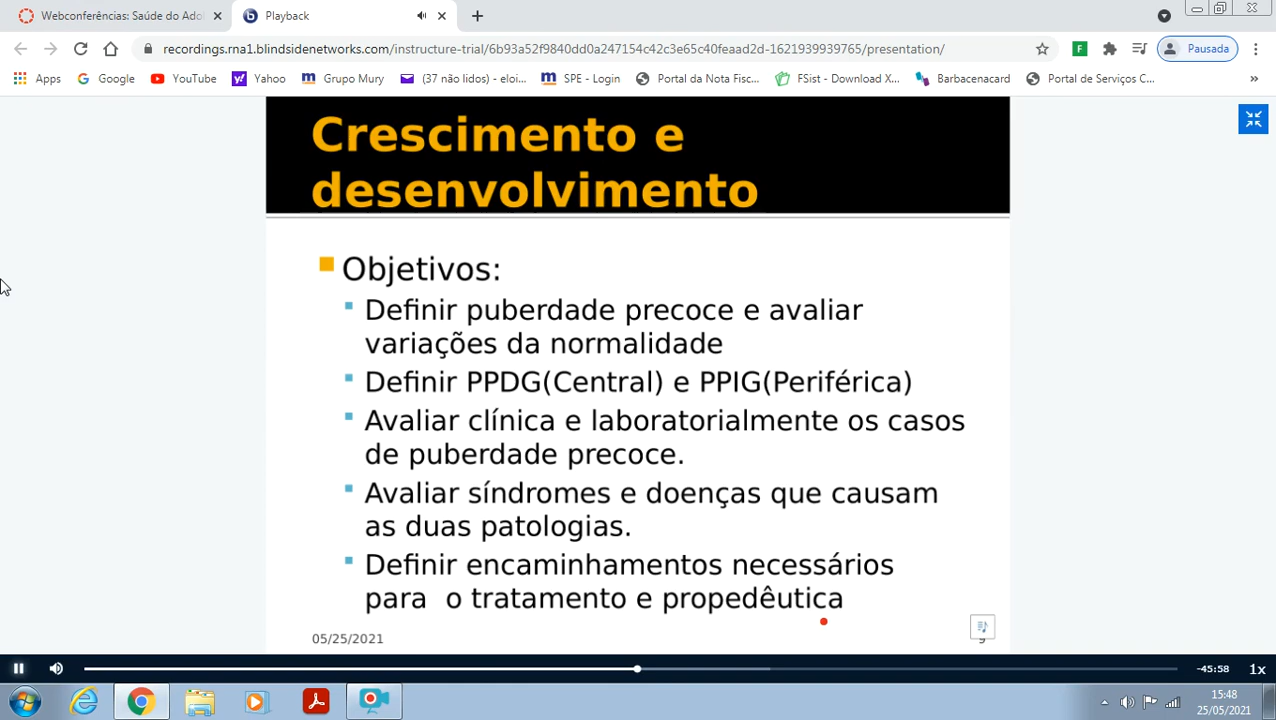 Webconferências: Saúde do Ado
Playback
recordings.rna1.blindsidenetworks.com/instructure-trial/6b93a52f9840dd0a247154c42c3e65c40feaad2d-1621939939765/presentation/
Pausada
Apps
Google
YouTube
Yahoo
Grupo Mury
(37 não lidos) - eloi...
SPE - Login
Portal da Nota Fisc...
FSist - Download X...
Barbacenacard
Portal de Serviços C...
Crescimento e
desenvolvimento
Objetivos:
Definir puberdade precoce e avaliar
variações da normalidade
Definir PPDG(Central) e PPIG(Periférica)
Avaliar clínica e laboratorialmente os casos
de puberdade precoce.
Avaliar síndromes e doenças que causam
as duas patologias.
Definir encaminhamentos necessários
para  o tratamento e propedêutica
05/25/2021
-45:58
1x
15:48
25/05/2021